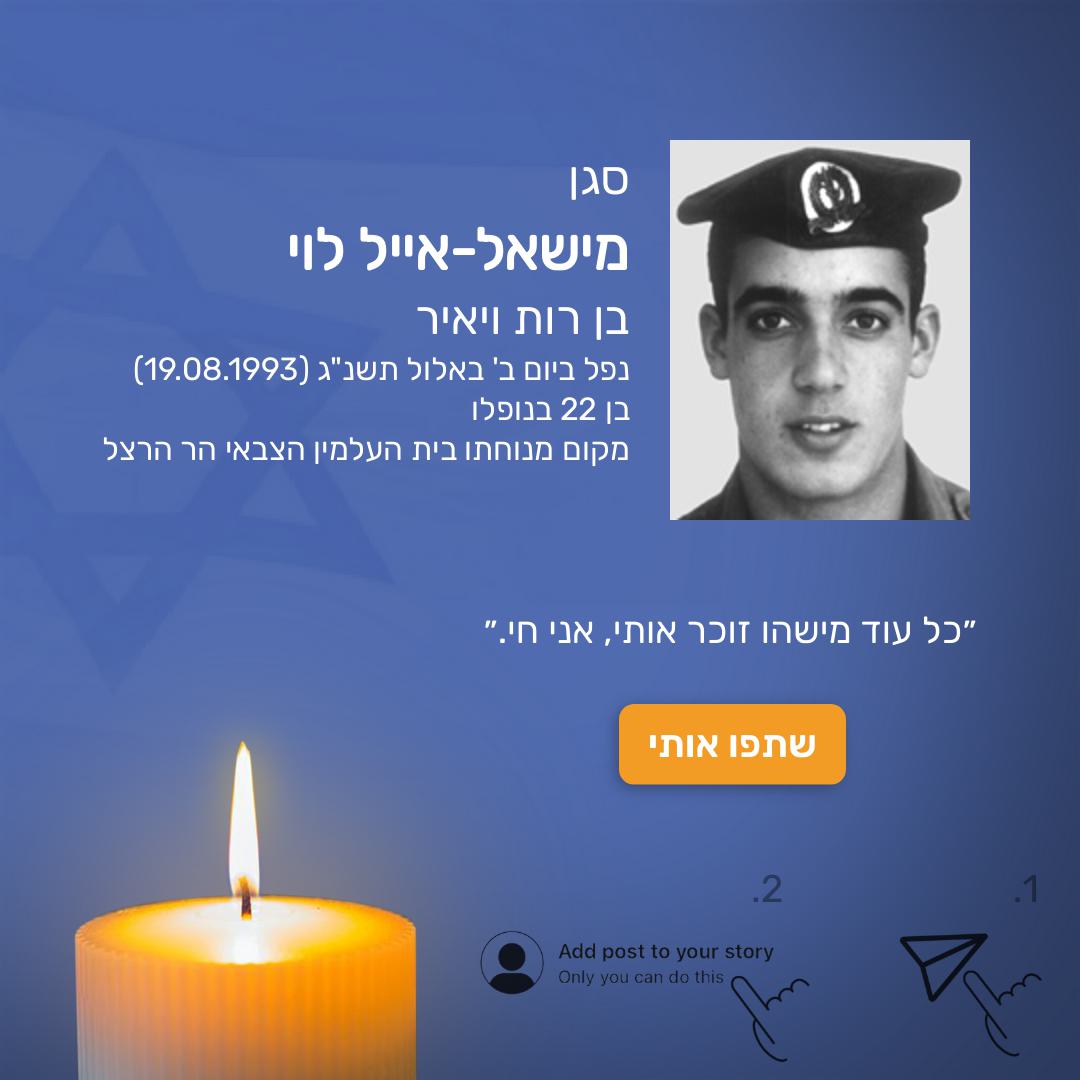 סגן
מישאל-אייל לוי
בן רות ויאיר
נפל ביום ב' באלול תשנ"ג (19.08.1993)
בן 22 בנופלו
מקום מנוחתו בית העלמין הצבאי הר הרצל
״כל עוד מישהו זוכר אותי, אני חי.״
שתפו אותי
1.
2.
Add post to your story
Only you can do this